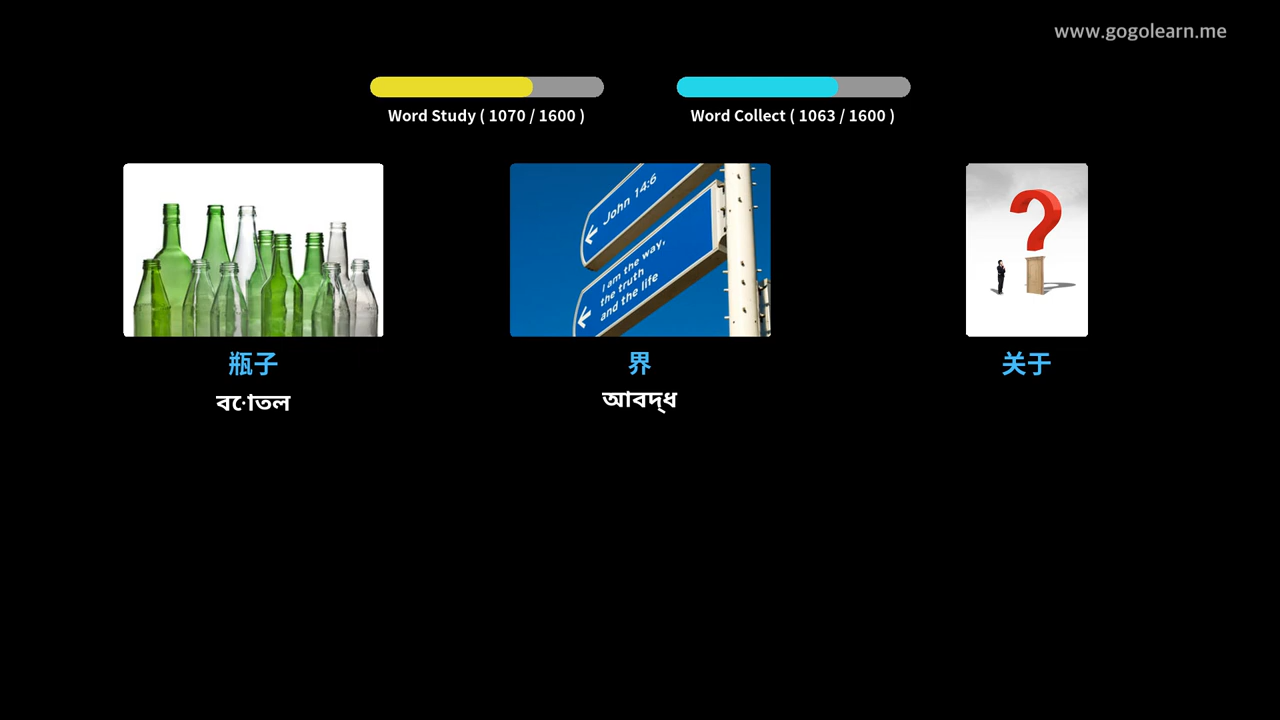 www.gogolearn.me
Word Study ( 1070 / 1600 )
Word Collect ( 1063 / 1600 )
John 14:6
I am the way,
the truth
and the life
瓶子
界
关于
বোতল
আবদ্ধ